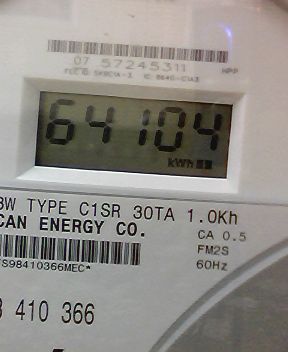 07 57245311
HPP
64104
kWh
3W TYPE C1SR 30TA 1.0Kh
CAN ENERGY CO.
CA 0.5
FM2S
60Hz
S98410366MEC*
410 366